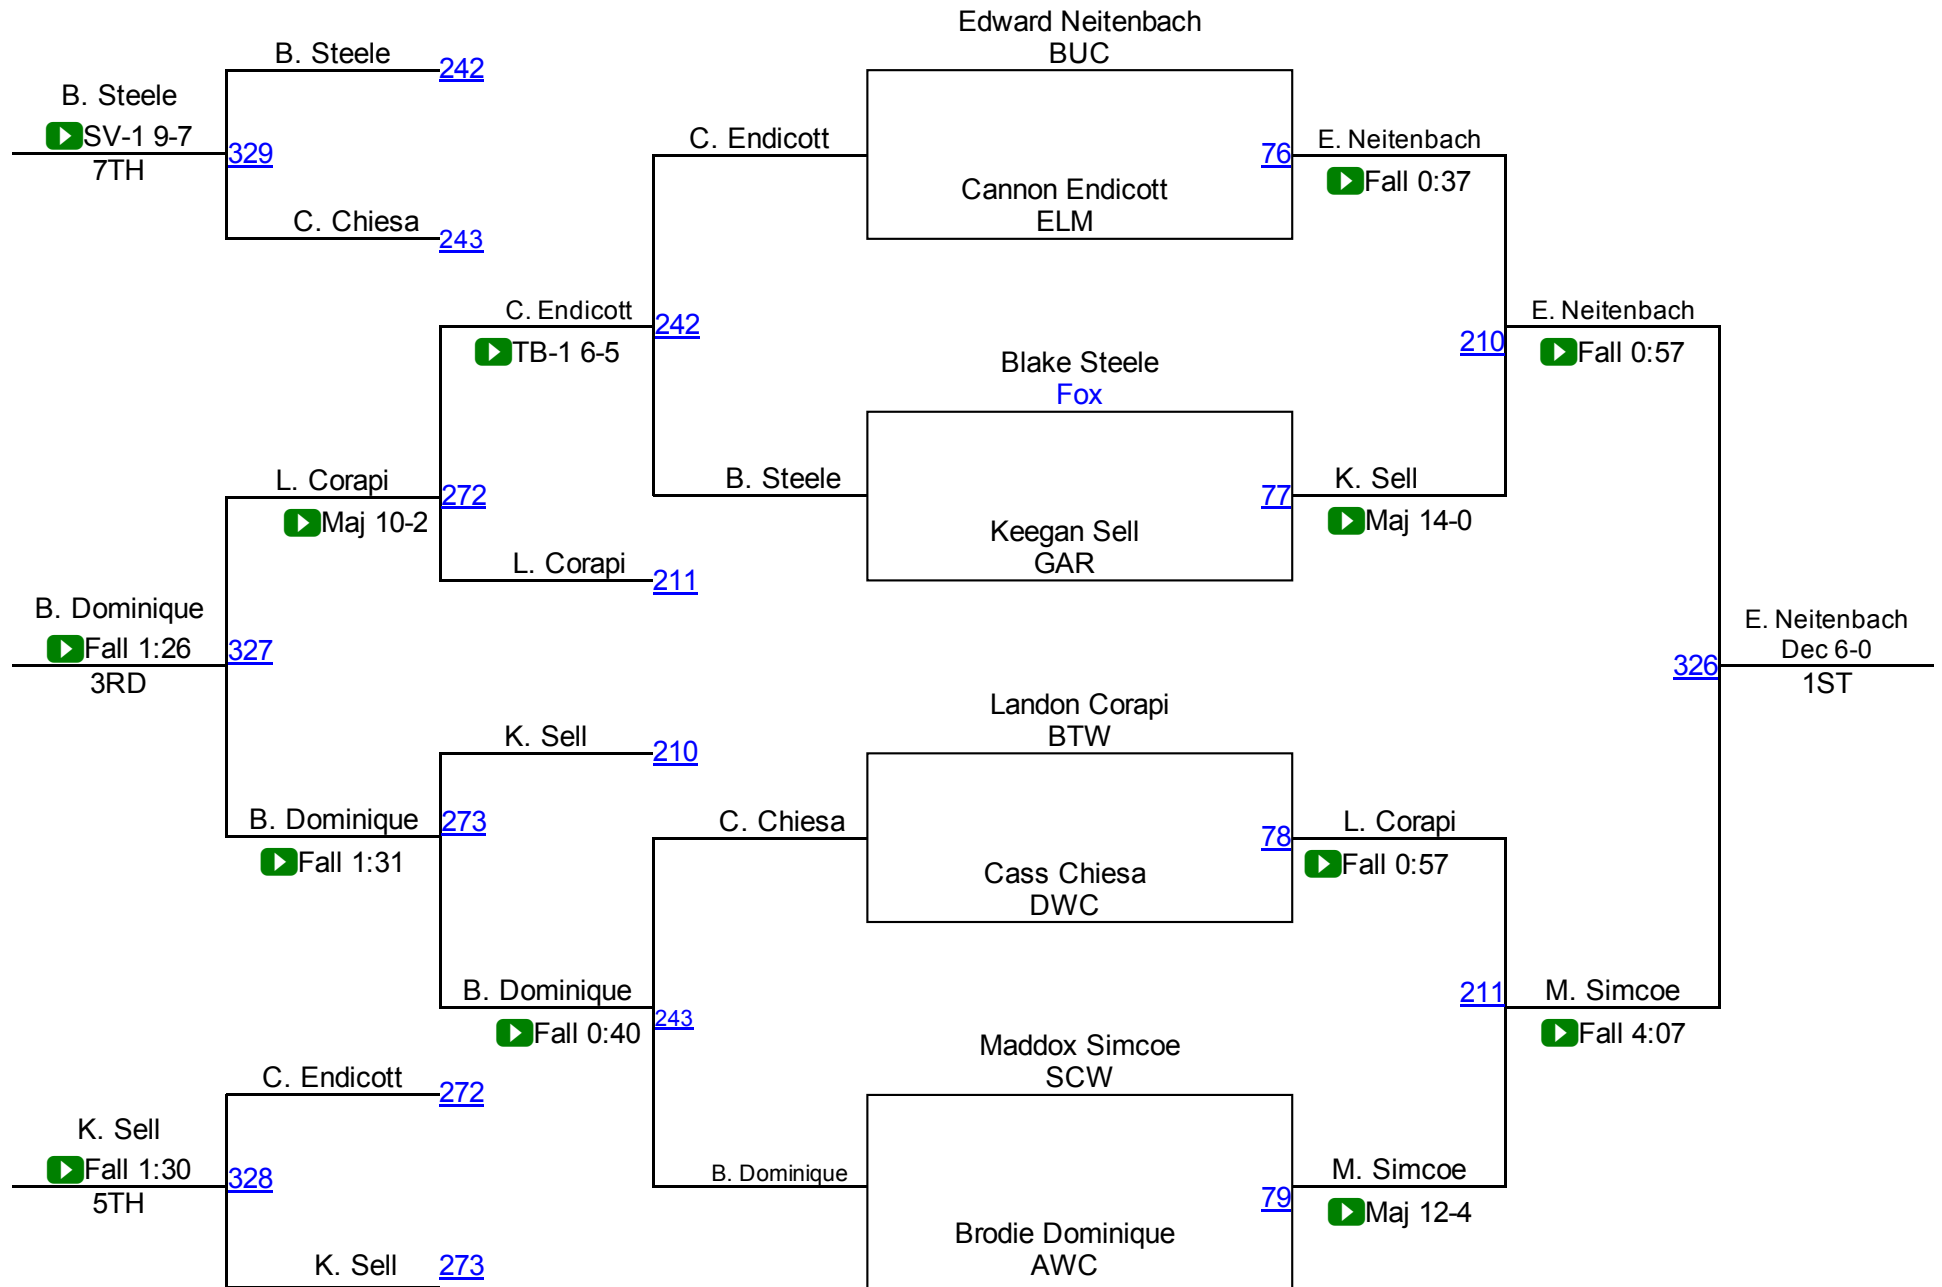 Edward Neitenbach
BUC
B. Steele
242
B. Steele
SV-1 9-7
7TH
329
C. Endicott
76
E. Neitenbach
Fall 0:37
Cannon Endicott
ELM
C. Chiesa
243
C. Endicott
TB-1 6-5
242
E. Neitenbach
Fall 0:57
210
Blake Steele
Fox
L. Corapi
Maj 10-2
272
B. Steele
77
K. Sell
Maj 14-0
Keegan Sell
GAR
L. Corapi
211
B. Dominique
Fall 1:26
3RD
327
E. Neitenbach
Dec 6-0
1ST
326
Landon Corapi
BTW
K. Sell
210
B. Dominique
Fall 1:31
273
C. Chiesa
78
L. Corapi
Fall 0:57
Cass Chiesa
DWC
B. Dominique
Fall 0:40
243
211
M. Simcoe
Fall 4:07
Maddox Simcoe
SCW
C. Endicott
272
K. Sell
Fall 1:30
5TH
328
B. Dominique
79
M. Simcoe
Maj 12-4
Brodie Dominique
AWC
K. Sell
273